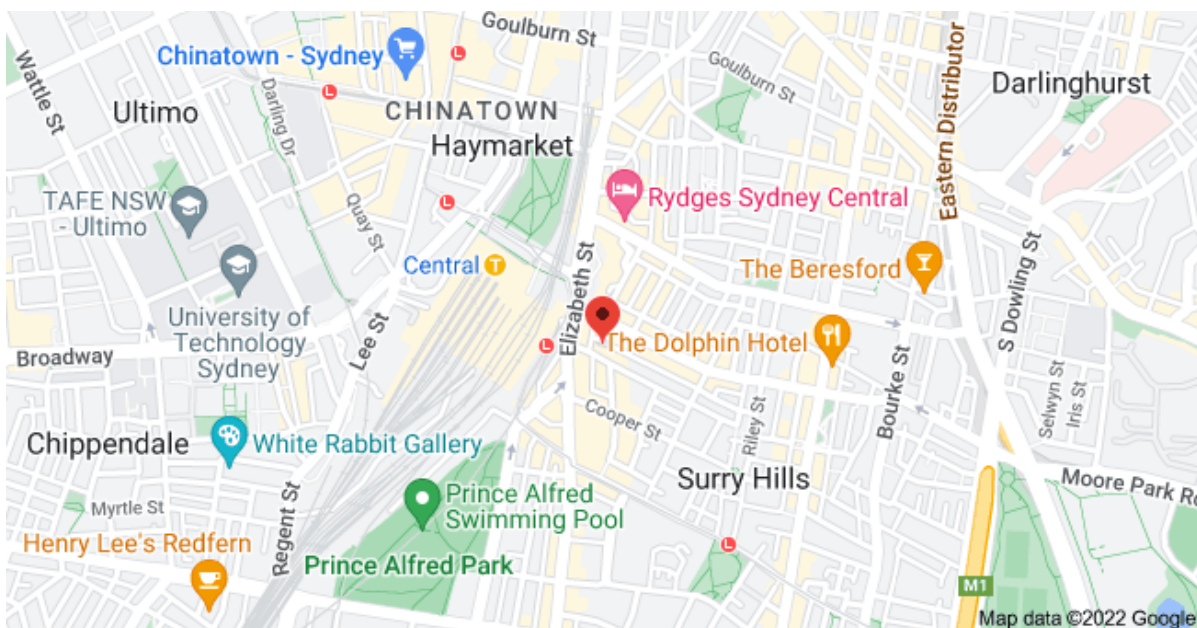 Goulburn St
Chinatown - Sydney
Wattle St
Goulburn St
Eastern Distributor
Darlinghurst
Darling Dr
Ultimo
CHINATOWN
Haymarket
TAFE NSW
- Ultimo
Quay St
Rydges Sydney Central
Elizabeth St
Central
T
The Beresford
S Dowling St
University of
Technology
Sydney
Lee St
Broadway
The Dolphin Hotel
Bourke St
Selwyn St
Iris St
Cooper St
Riley St
Chippendale
White Rabbit Gallery
Surry Hills
Moore Park Ro
Regent St
Prince Alfred
Swimming Pool
Myrtle St
Henry Lee's Redfern
Prince Alfred Park
M1
Map data ©2022 Google